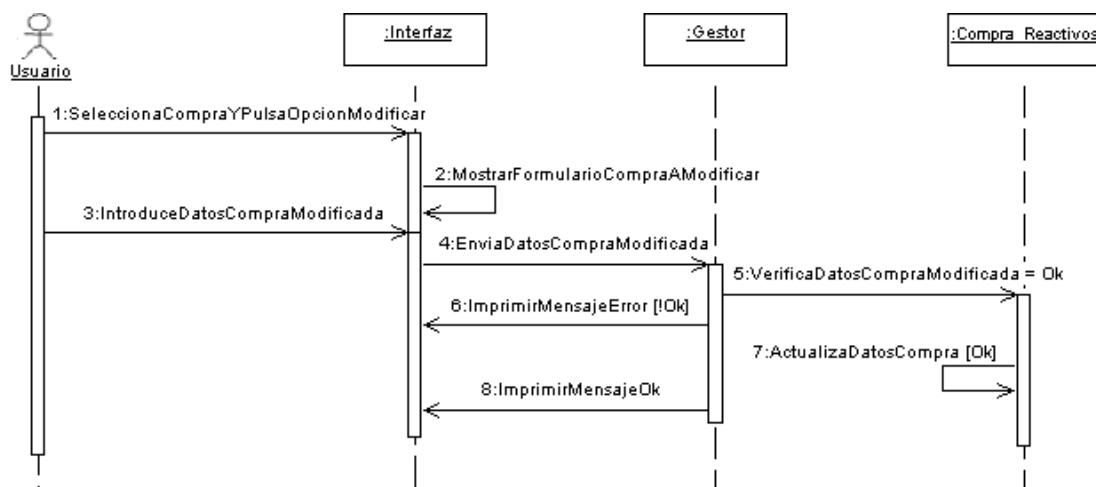 :Interfaz
:Gestor
:Compra_Reactivos
Usuario
1:SeleccionaCompraYPulsaOpcionModificar
2:MostrarFormularioCompraAModificar
3:IntroduceDatosCompraModificada
4:EnviaDatosCompraModificada
5:VerificaDatosCompraModificada = Ok
6:ImprimirMensajeError [!Ok]
7:ActualizaDatosCompra [Ok]
8:ImprimirMensajeOk